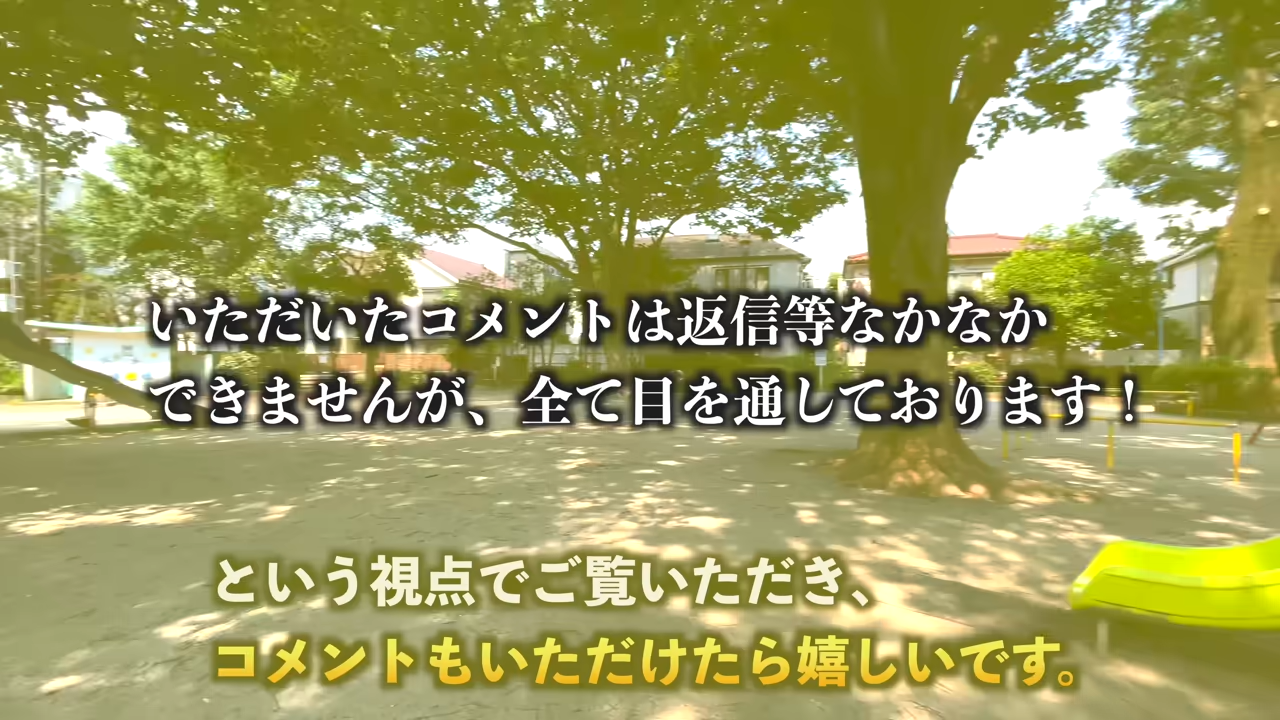 いただいたコメントは返信等なかなか
できませんが、全て目を通しております！
という視点でご覧いただき、
コメントもいただけたら嬉しいです。